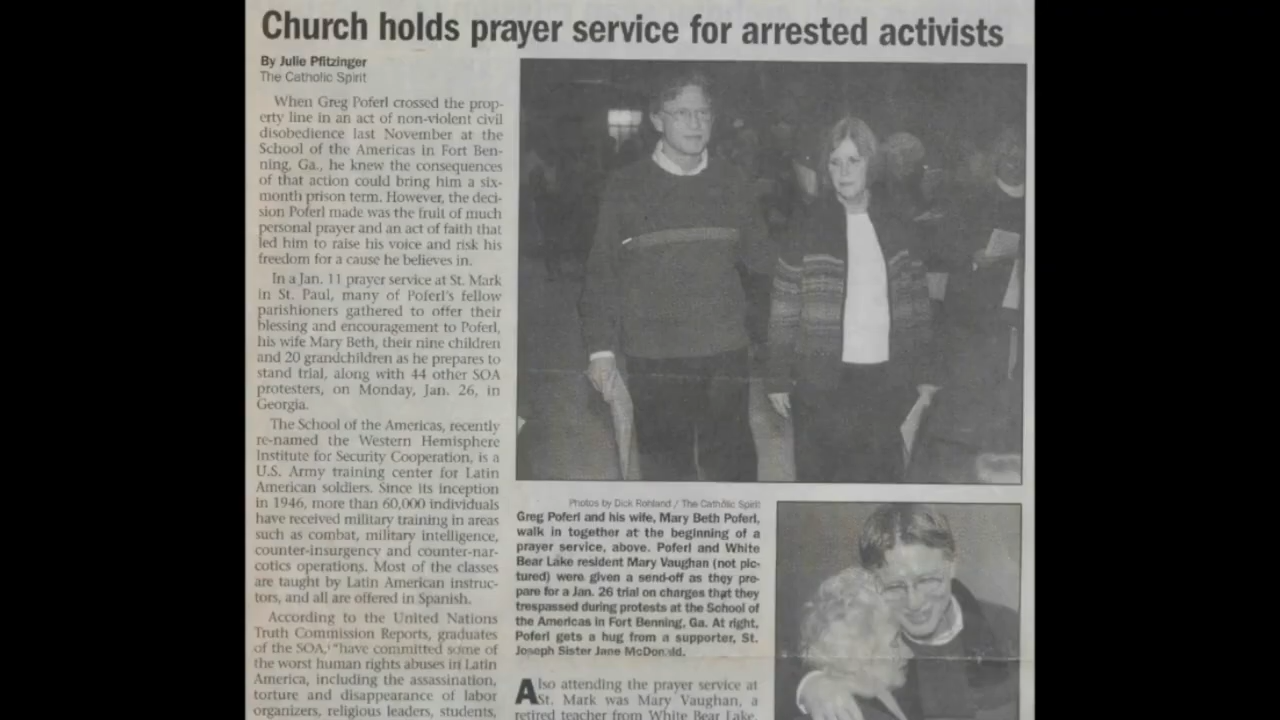 Church holds prayer service for arrested activists
By Julie Pfitzinger
The Catholic Spirit
When Greg Poferl crossed the prop-
erty line in an act of non-violent civil
disobedience last November at the
School of the Americas in Fort Ben-
ning, Ga., he knew the consequences
of that action could bring him a six-
month prison term. However, the deci-
sion Poferl made was the fruit of much
personal prayer and an act of faith that
led him to raise his voice and risk his
freedom for a cause he believes in.
In a Jan. 11 prayer service at St. Mark
in St. Paul, many of Poferl's fellow
parishioners gathered to offer their
blessing and encouragement to Poferl,
his wife Mary Beth, their nine children
and 20 grandchildren as he prepares to
stand trial, along with 44 other SOA
protesters, on Monday, Jan. 26, in
Georgia.
The School of the Americas, recently
re-named the Western Hemisphere
Institute for Security Cooperation, is a
U.S. Army training center for Latin
American soldiers. Since its inception
in 1946, more than 60,000 individuals
have received military training in areas
such as combat, military intelligence,
counter-insurgency and counter-nar-
cotics operations. Most of the classes
are taught by Latin American instruc-
tors, and all are offered in Spanish.
According to the United Nations
Truth Commission Reports, graduates
of the SOA, "have committed some of
the worst human rights abuses in Latin
America, including the assassination,
torture and disappearance of labor
organizers, religious leaders, students,
Photos by Dick Rohland / The Catholic Spirit
Greg Poferl and his wife, Mary Beth Poferl,
walk in together at the beginning of a
prayer service, above. Poferl and White
Bear Lake resident Mary Vaughan (not pic-
tured) were given a send-off as they pre-
pare for a Jan. 26 trial on charges that they
trespassed during protests at the School of
the Americas in Fort Benning, Ga. At right,
Poferl gets a hug from a supporter, St.
Joseph Sister Jane McDonald.
Also attending the prayer service at
St. Mark was Mary Vaughan, a
retired teacher from White Bear Lake,